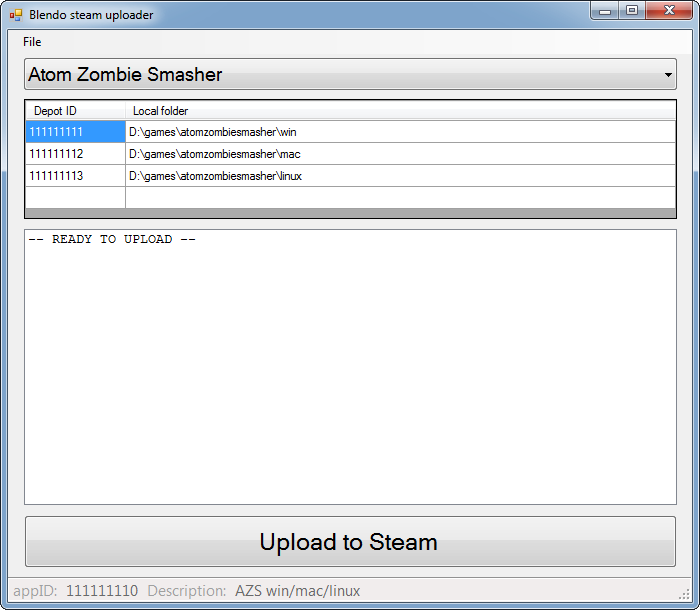 Blendo steam uploader
File
Atom Zombie Smasher
Depot ID Local folder
111111111 D:\games\atomzombiesmasher\win
111111112 D:\games\atomzombiesmasher\mac
111111113 D:\games\atomzombiesmasher\linux
-- READY TO UPLOAD --
Upload to Steam
appID: 111111110 Description: AZS win/mac/linux